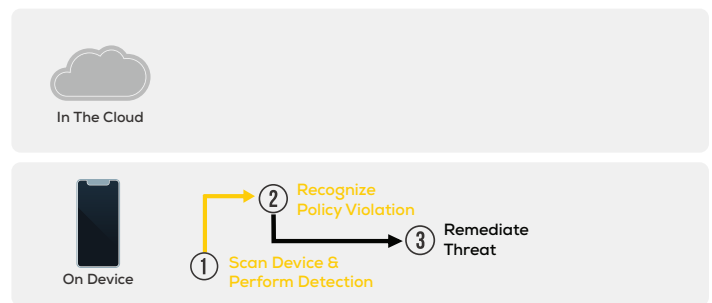 In The Cloud
On Device
1
Scan Device &
Perform Detection
2
Recognize
Policy Violation
3
Remediate
Threat